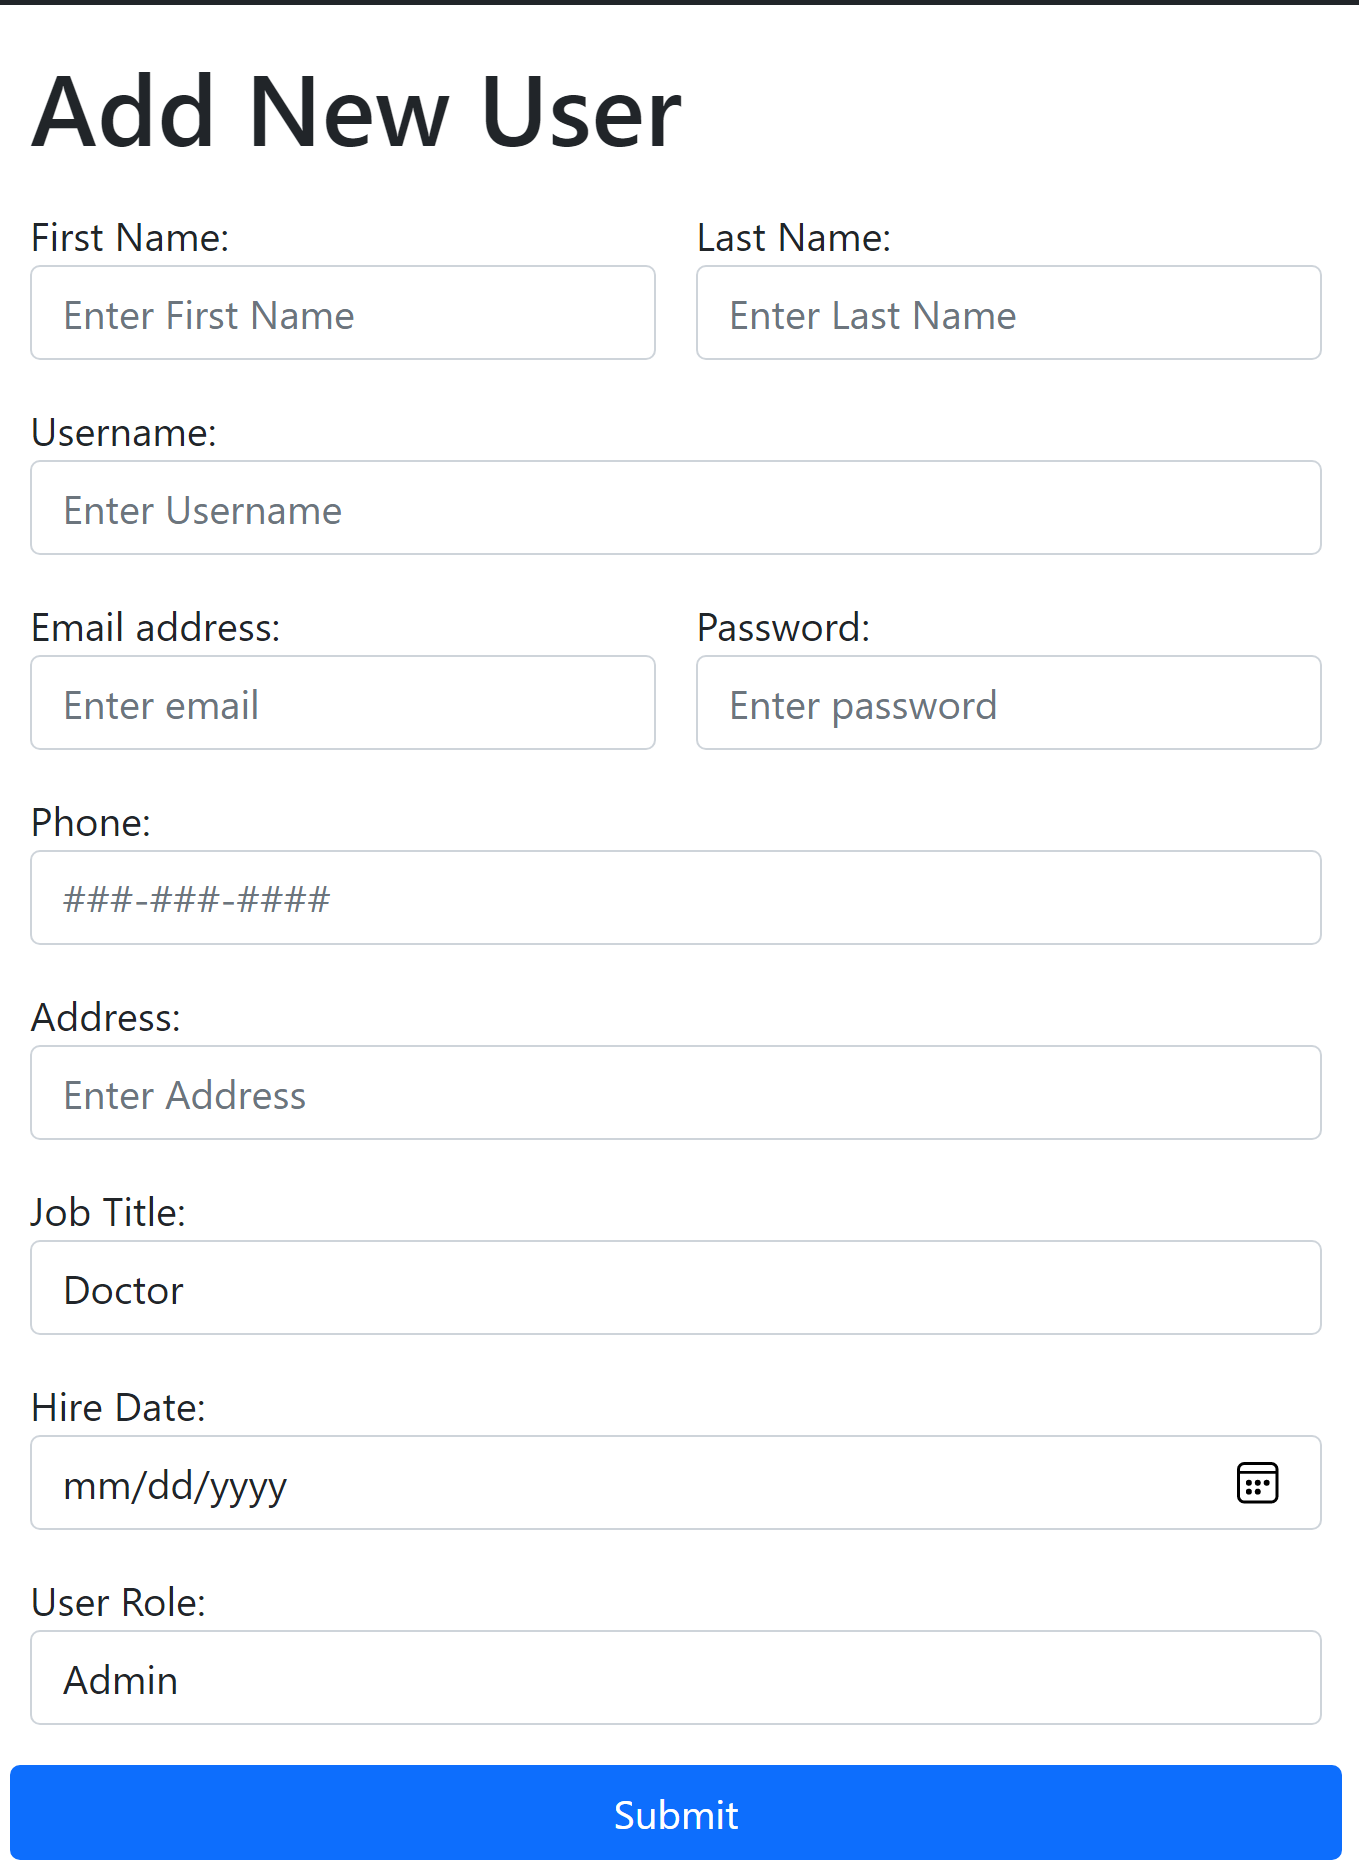 Add New User
First Name: Last Name:
Enter First Name Enter Last Name
Username:
Enter Username
Email address: Password:
Enter email Enter password
Phone:
###-###-####
Address:
Enter Address
Job Title:
Doctor
Hire Date:
mm/dd/yyyy
User Role:
Admin
Submit